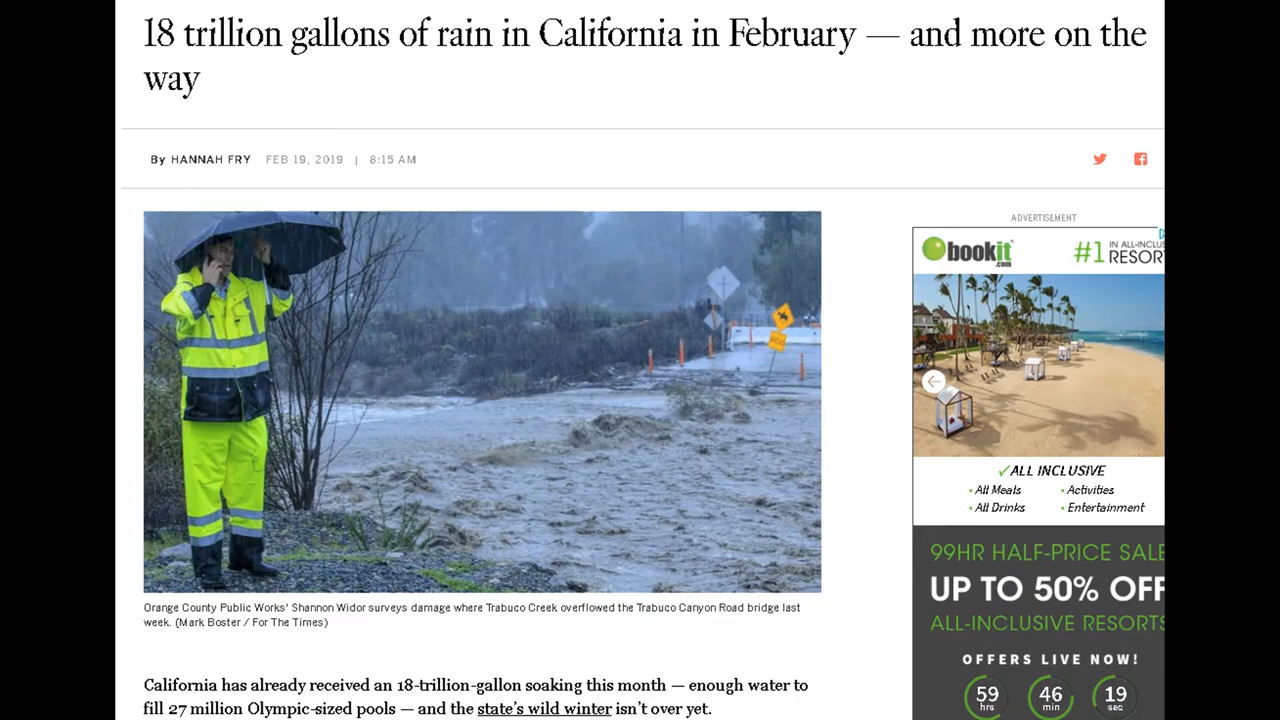 18 trillion gallons of rain in California in February — and more on the
way
By HANNAH FRY FEB 19, 2019 | 8:15 AM
ADVERTISEMENT
bookit.com
#1 IN ALL-INCLUS
RESOR
Orange County Public Works' Shannon Widor surveys damage where Trabuco Creek overflowed the Trabuco Canyon Road bridge last
week. (Mark Boster / For The Times)
✓ALL INCLUSIVE
• All Meals • Activities
• All Drinks • Entertainment
99HR HALF-PRICE SALE
UP TO 50% OFF
ALL-INCLUSIVE RESORTS
OFFERS LIVE NOW!
59 46 19
hrs min sec
California has already received an 18-trillion-gallon soaking this month — enough water to
fill 27 million Olympic-sized pools — and the state's wild winter isn't over yet.